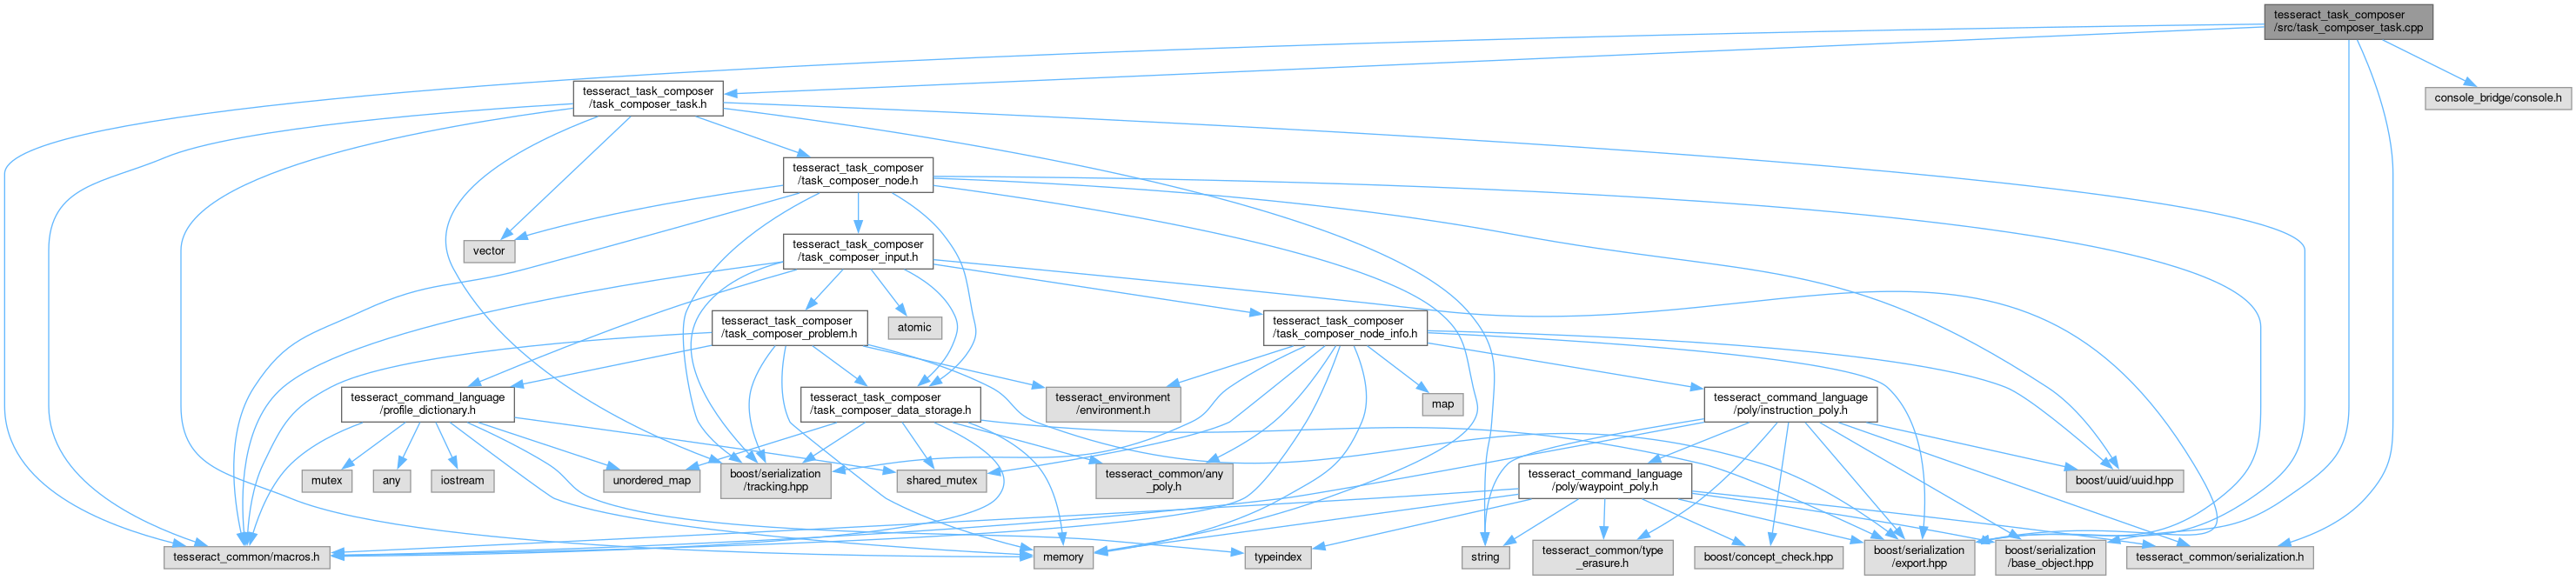 tesseract_task_composer
/src/task_composer_task.cpp
tesseract_task_composer
/task_composer_task.h
console_bridge/console.h
tesseract_task_composer
/task_composer_node.h
vector
tesseract_task_composer
/task_composer_input.h
tesseract_task_composer
/task_composer_problem.h
atomic
tesseract_task_composer
/task_composer_node_info.h
tesseract_command_language
/profile_dictionary.h
tesseract_task_composer
/task_composer_data_storage.h
tesseract_environment
/environment.h
map
tesseract_command_language
/poly/instruction_poly.h
mutex
any
iostream
unordered_map
boost/serialization
/tracking.hpp
shared_mutex
tesseract_common/any
_poly.h
tesseract_command_language
/poly/waypoint_poly.h
boost/uuid/uuid.hpp
tesseract_common/macros.h
memory
typeindex
string
tesseract_common/type
_erasure.h
boost/concept_check.hpp
boost/serialization
/export.hpp
boost/serialization
/base_object.hpp
tesseract_common/serialization.h